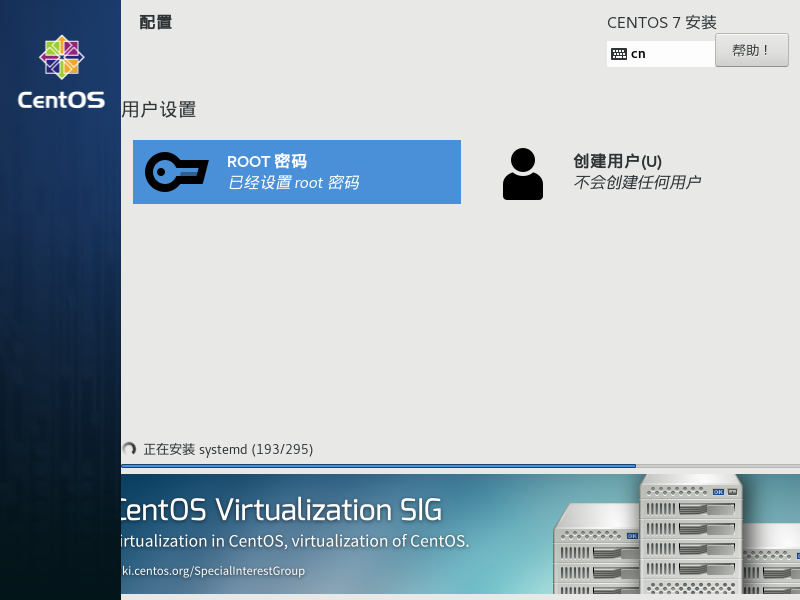 配置
CENTOS 7 安装
cn
帮助！
CentOS
用户设置
ROOT 密码
已经设置 root 密码
创建用户(U)
不会创建任何用户
正在安装 systemd (193/295)
CentOS Virtualization SIG
irtualization in CentOS, virtualization of CentOS.
ki.centos.org/SpecialInterestGroup